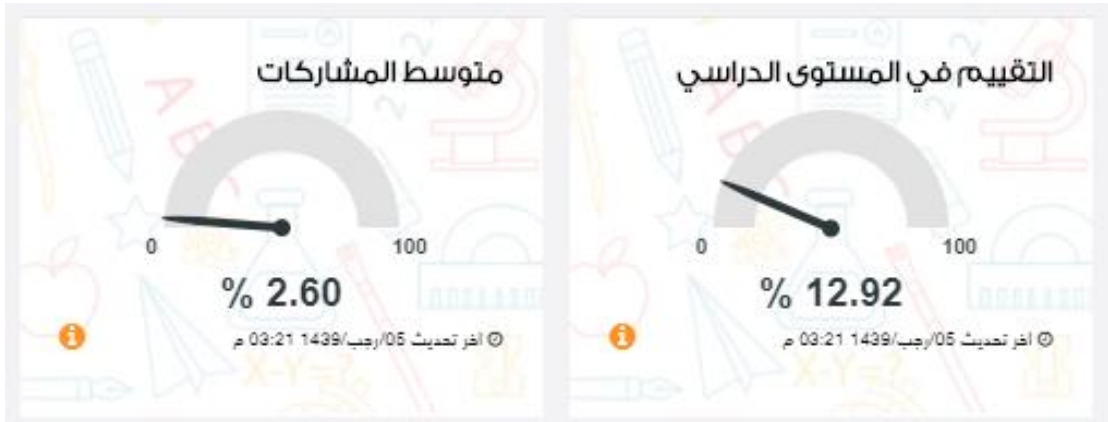 التقييم في المستوى الدراسي
0
100
% 12.92
اخر تحديث 05/رجب/1439 03:21 م
متوسط المشاركات
0
100
% 2.60
اخر تحديث 05/رجب/1439 03:21 م
A
B
C
X-Y=?